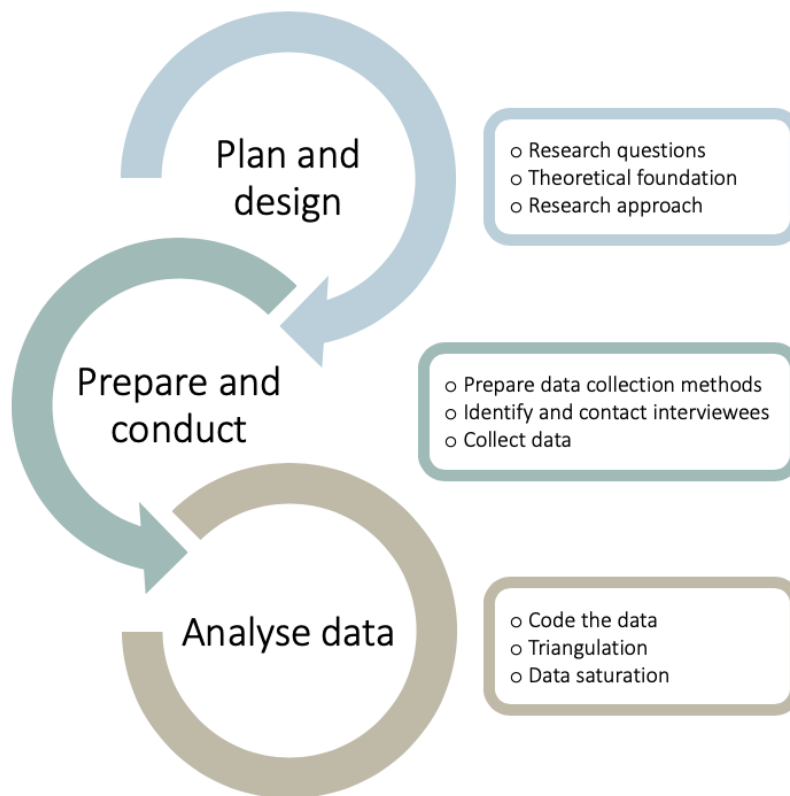 Plan and
design
○ Research questions
○ Theoretical foundation
○ Research approach
Prepare and
conduct
○ Prepare data collection methods
○ Identify and contact interviewees
○ Collect data
Analyse data
○ Code the data
○ Triangulation
○ Data saturation